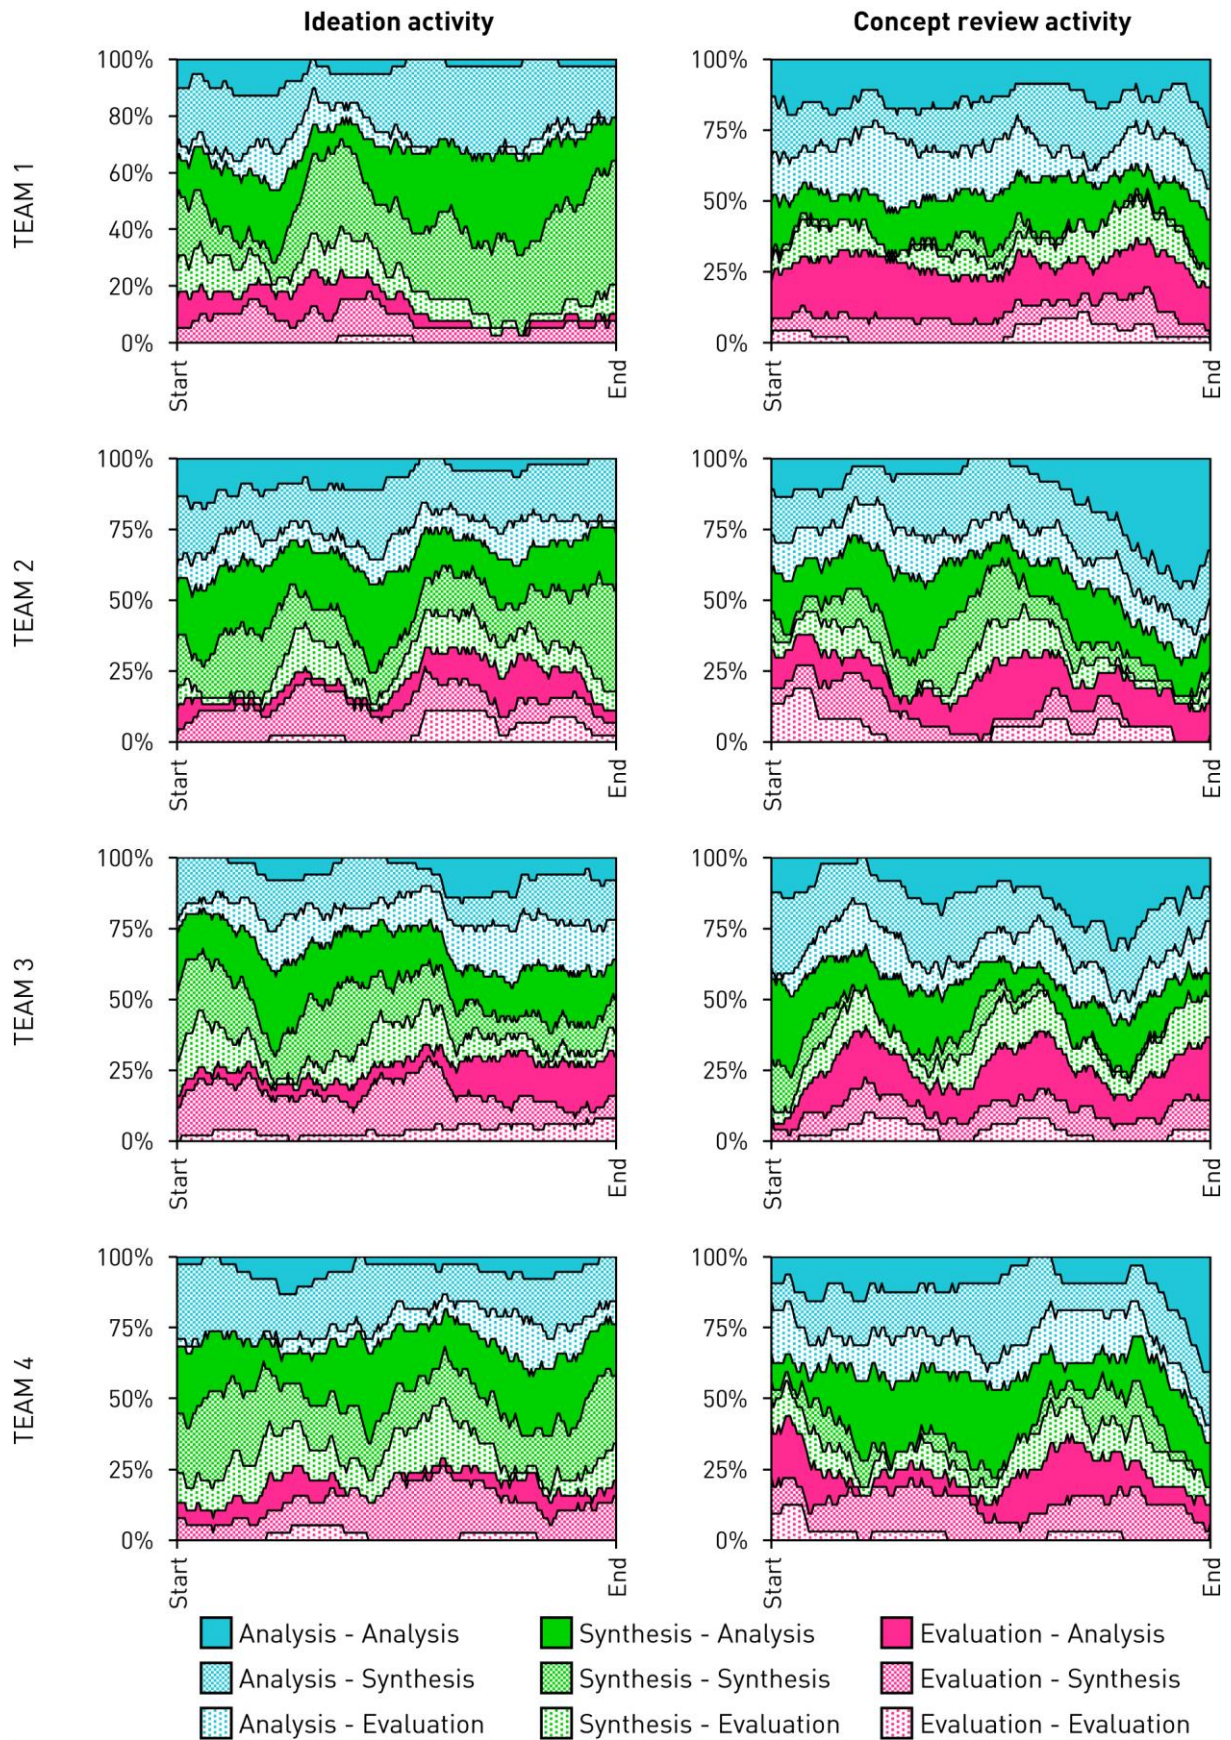 Ideation activity
Concept review activity
TEAM 1
100%
80%
60%
40%
20%
0%
Start
End
100%
75%
50%
25%
0%
Start
End
TEAM 2
100%
75%
50%
25%
0%
Start
End
100%
75%
50%
25%
0%
Start
End
TEAM 3
100%
75%
50%
25%
0%
Start
End
100%
75%
50%
25%
0%
Start
End
TEAM 4
100%
75%
50%
25%
0%
Start
End
100%
75%
50%
25%
0%
Start
End
Analysis - Analysis
Synthesis - Analysis
Evaluation - Analysis
Analysis - Synthesis
Synthesis - Synthesis
Evaluation - Synthesis
Analysis - Evaluation
Synthesis - Evaluation
Evaluation - Evaluation